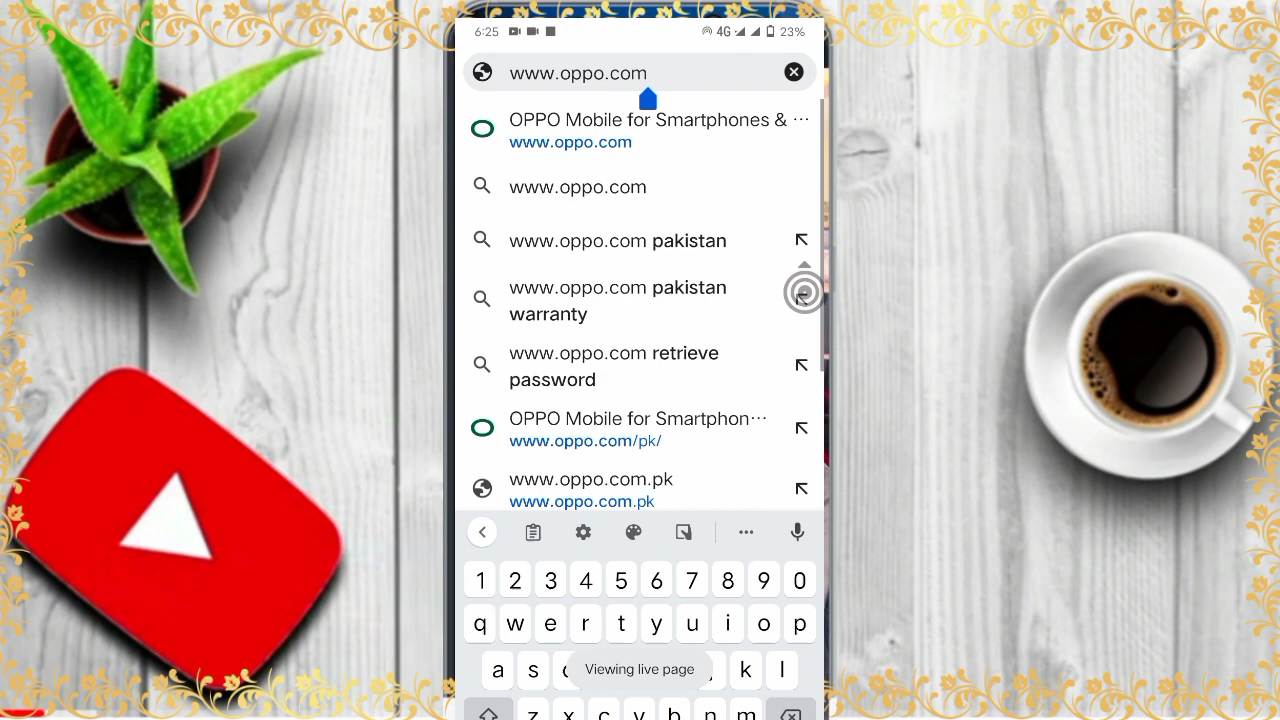 6:25 4G 23%
www.oppo.com
OPPO Mobile for Smartphones & ...
www.oppo.com
www.oppo.com
www.oppo.com pakistan
www.oppo.com pakistan
warranty
www.oppo.com retrieve
password
OPPO Mobile for Smartphon...
www.oppo.com/pk/
www.oppo.com.pk
www.oppo.com.pk
1 2 3 4 5 6 7 8 9 0
q w e r t y u i o p
a s Viewing live page k l
z x c v b n m